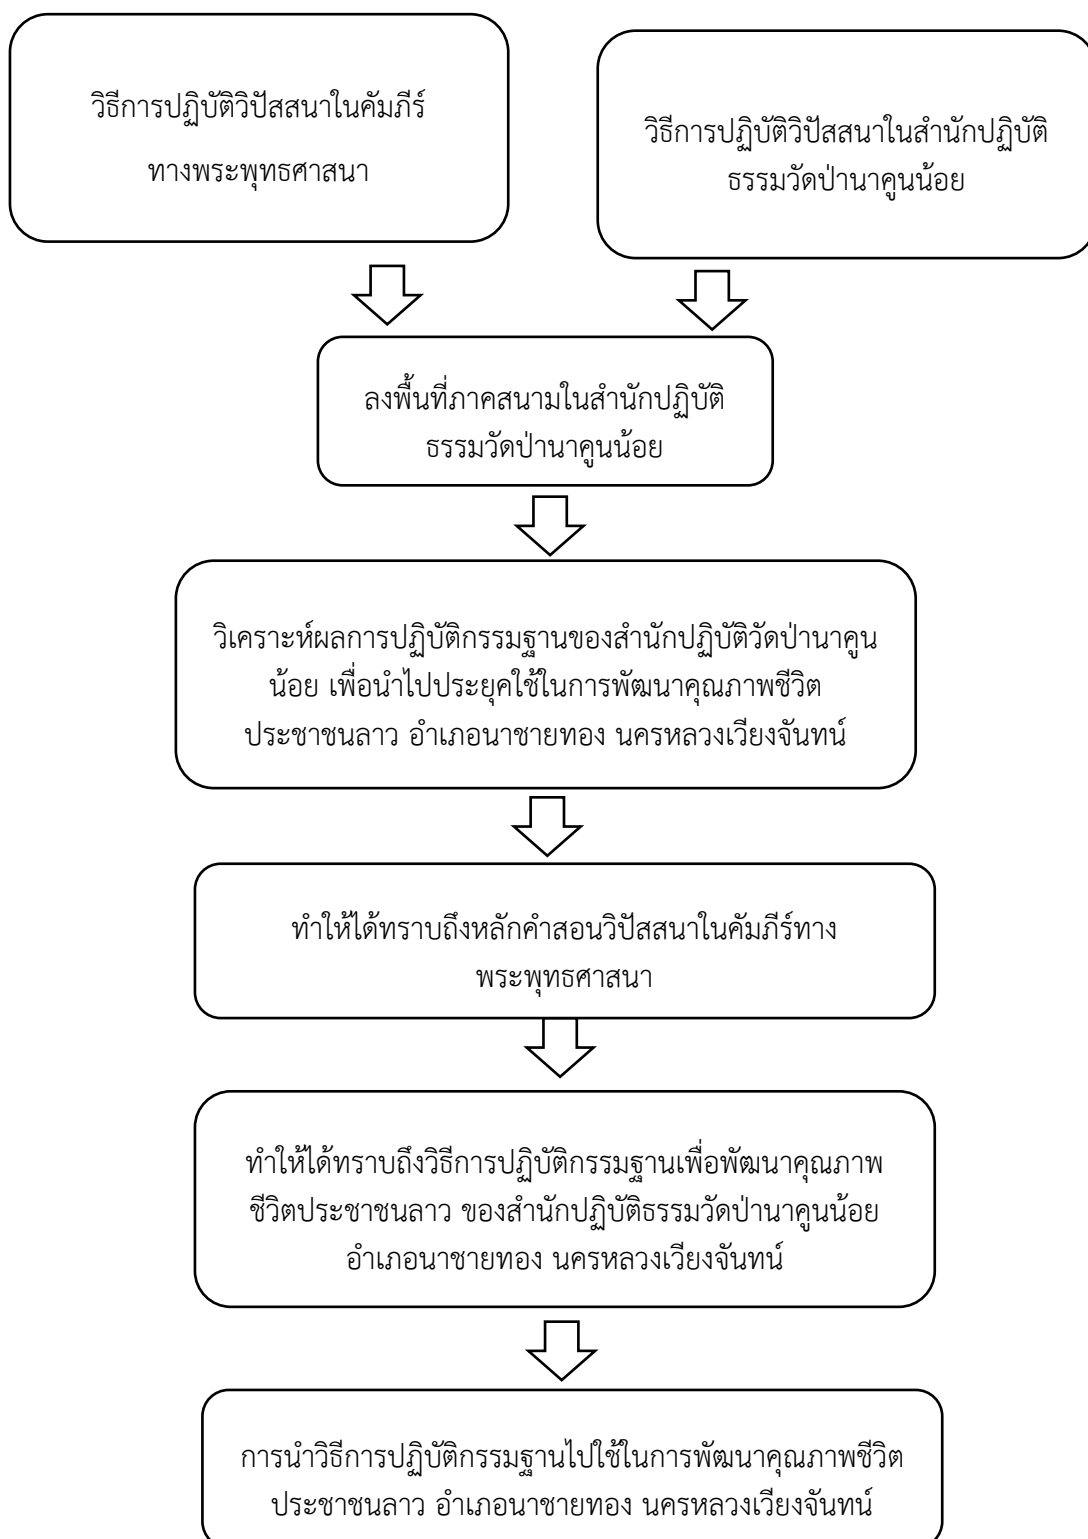 วิธีการปฏิบัติวิปัสสนาในคัมภีร์
ทางพระพุทธศาสนา
วิธีการปฏิบัติวิปัสสนาในสำนักปฏิบัติ
ธรรมวัดป่านาคูนน้อย
ลงพื้นที่ภาคสนามในสำนักปฏิบัติ
ธรรมวัดป่านาคูนน้อย
วิเคราะห์ผลการปฏิบัติกรรมฐานของสำนักปฏิบัติวัดป่านาคูน
น้อย เพื่อนำไปประยุคใช้ในการพัฒนาคุณภาพชีวิต
ประชาชนลาว อำเภอนาชายทอง นครหลวงเวียงจันทน์
ทำให้ได้ทราบถึงหลักคำสอนวิปัสสนาในคัมภีร์ทาง
พระพุทธศาสนา
ทำให้ได้ทราบถึงวิธีการปฏิบัติกรรมฐานเพื่อพัฒนาคุณภาพ
ชีวิตประชาชนลาว ของสำนักปฏิบัติธรรมวัดป่านาคูนน้อย
อำเภอนาชายทอง นครหลวงเวียงจันทน์
การนำวิธีการปฏิบัติกรรมฐานไปใช้ในการพัฒนาคุณภาพชีวิต
ประชาชนลาว อำเภอนาชายทอง นครหลวงเวียงจันทน์